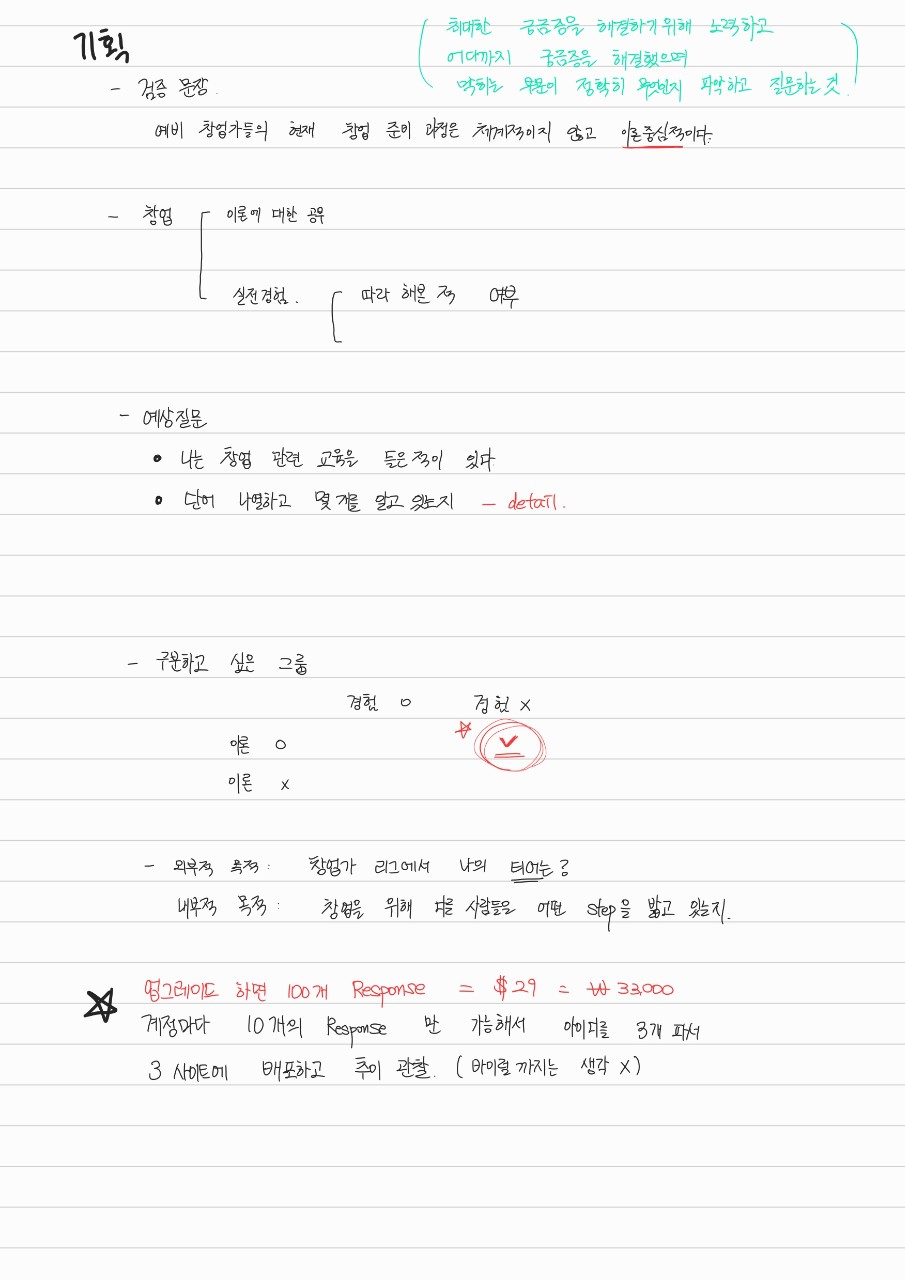 기획
( 최대한 궁금증을 해결하기 위해 노력하고
어디까지 궁금증을 해결했으며
막히는 부분이 정확히 무엇인지 파악하고 질문하는 것. )
- 검증 문장.
예비 창업가들의 현재 창업 준비 과정은 체계적이지 않고 이론중심적이다.
- 창업 이론에 대한 공유
실전경험. 따라 해본 적 여부
- 예상질문
• 나는 창업 관련 교육을 들은 적이 있다
• 단어 나열하고 몇 개를 알고 있는지 - detail.
- 구분하고 싶은 그룹
경험 O 경험 X
이론 O ☆ ✓
이론 X
- 외부적 목적 : 창업가 리그에서 나의 티어는?
내부적 목적 : 창업을 위해 다른 사람들은 어떤 step을 밟고 있는지.
☆ 업그레이드 하면 100개 Response = $29 = ₩33,000
계정마다 10개의 Response 만 가능해서 아이디를 3개 파서
3 사이트에 배포하고 추이 관찰. (바이럴 까지는 생각 X)